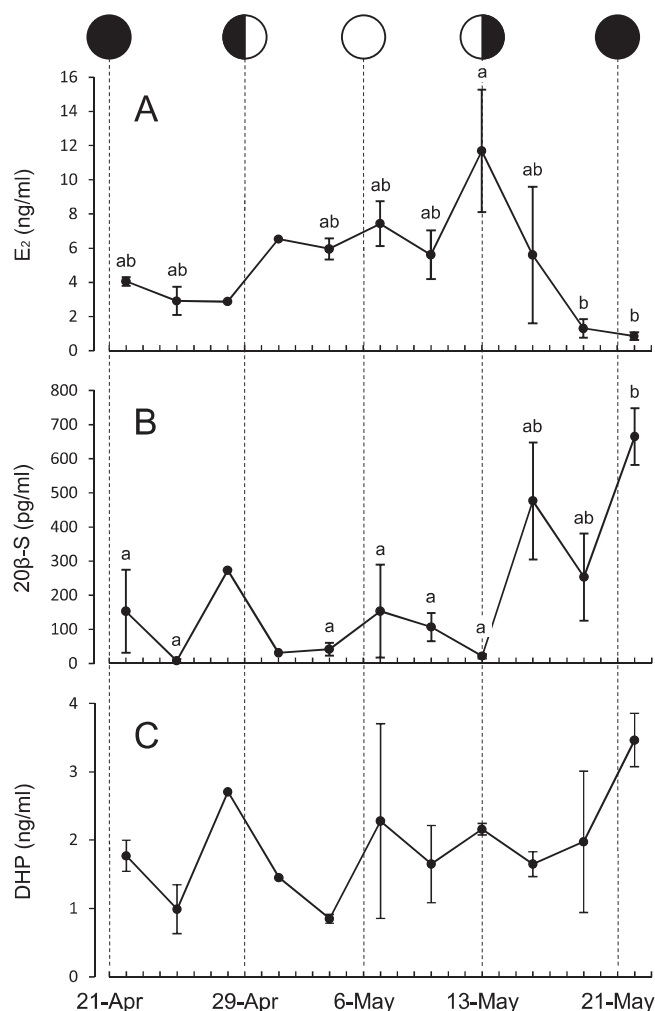 A
E₂ (ng/ml)
16
14
12
10
8
6
4
2
0
ab
ab
ab
ab
ab
a
ab
b
b
B
20β-S (pg/ml)
800
700
600
500
400
300
200
100
0
a
a
a
a
a
a
ab
ab
b
C
DHP (ng/ml)
4
3
2
1
0
21-Apr
29-Apr
6-May
13-May
21-May